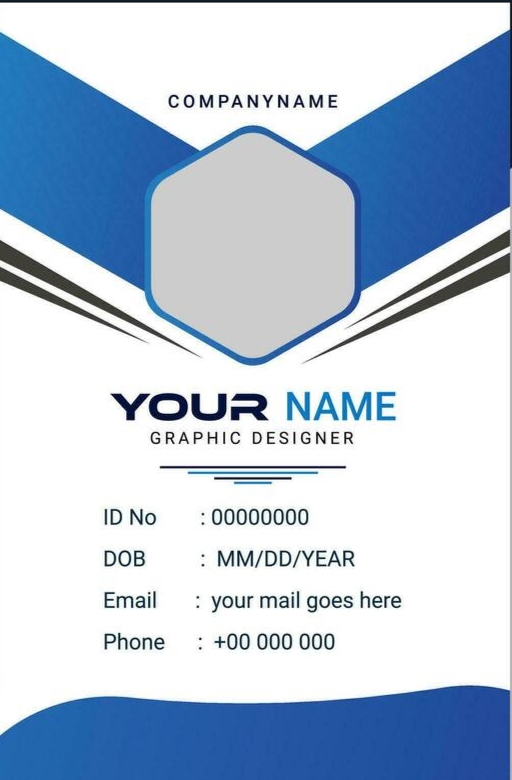 COMPANYNAME
YOUR NAME
GRAPHIC DESIGNER
ID No : 00000000
DOB : MM/DD/YEAR
Email : your mail goes here
Phone : +00 000 000